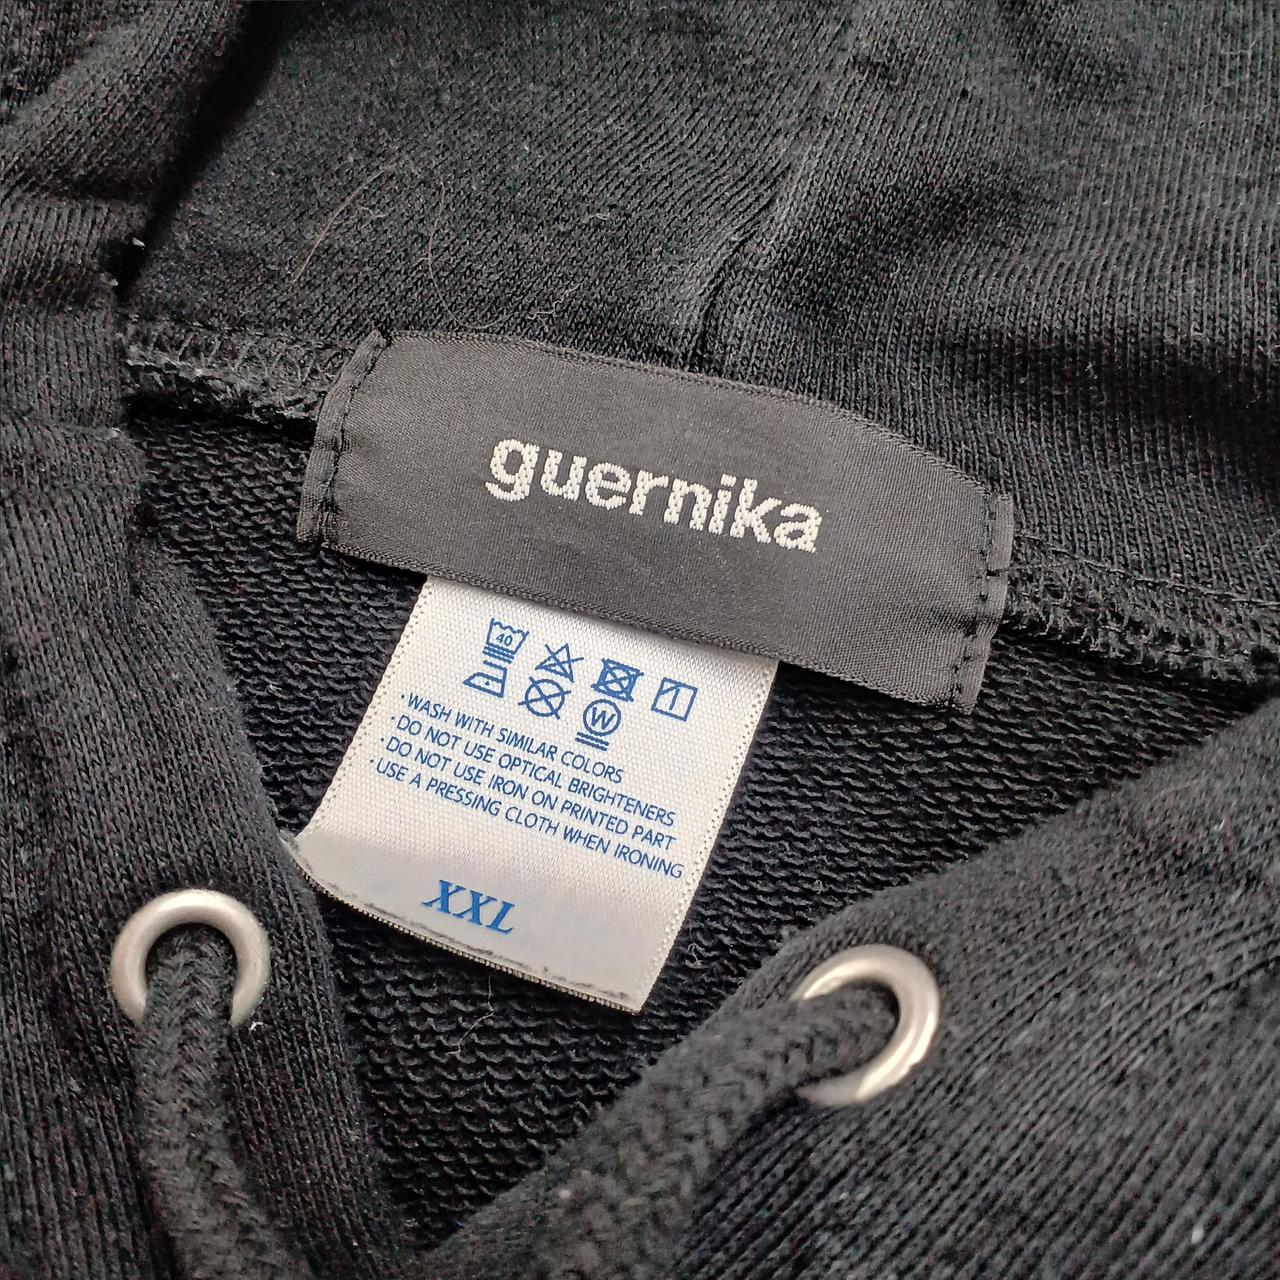 guernika
40
W
· WASH WITH SIMILAR COLORS
· DO NOT USE OPTICAL BRIGHTENERS
· DO NOT USE IRON ON PRINTED PART
· USE A PRESSING CLOTH WHEN IRONING
XXL